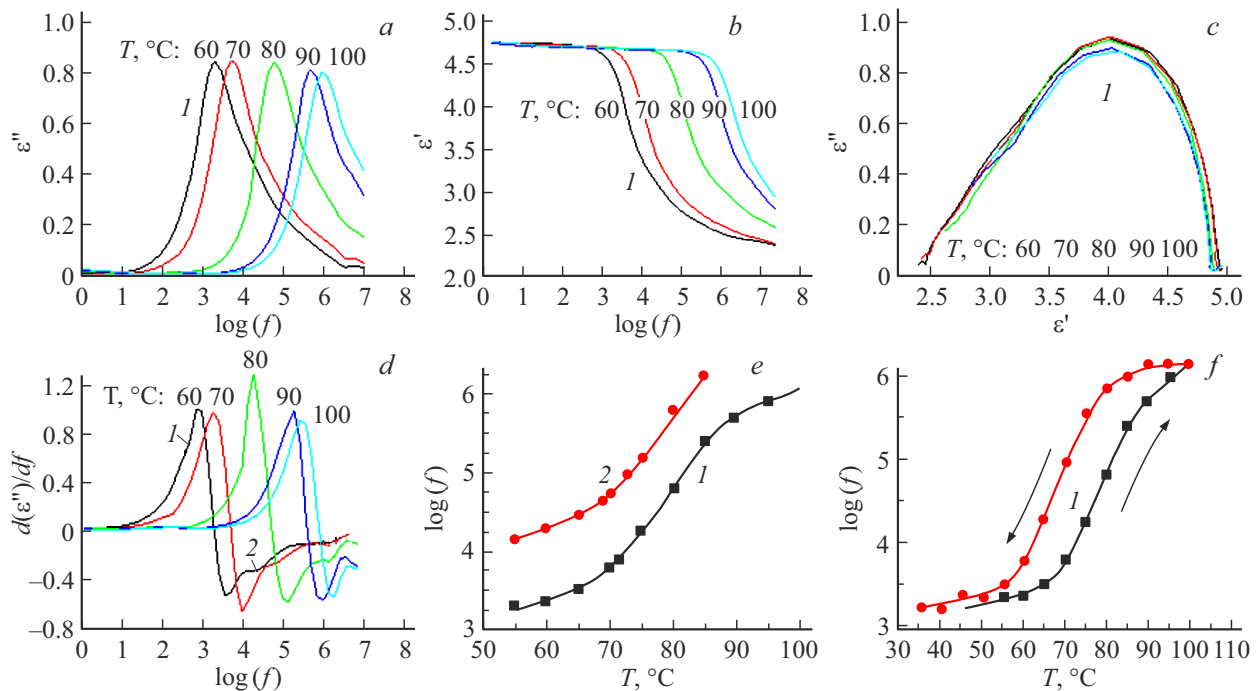 a
1.0
0.8
0.6
0.4
0.2
0
ε"
T, °C: 60 70 80 90 100
1
0 1 2 3 4 5 6 7 8
log (f)
b
5.0
4.5
4.0
3.5
3.0
2.5
2.0
ε'
T, °C: 60 70 80 90 100
1
0 1 2 3 4 5 6 7 8
log (f)
c
1.0
0.8
0.6
0.4
0.2
0
ε"
1
T, °C: 60 70 80 90 100
2.5 3.0 3.5 4.0 4.5 5.0
ε'
d
1.2
0.8
0.4
0
–0.4
–0.8
d(ε")/df
T, °C: 60 70 80 90 100
1
2
0 1 2 3 4 5 6 7 8
log (f)
e
6
5
4
3
log (f)
2
1
50 60 70 80 90 100
T, °C
f
6
5
4
3
log (f)
1
30 40 50 60 70 80 90 100 110
T, °C